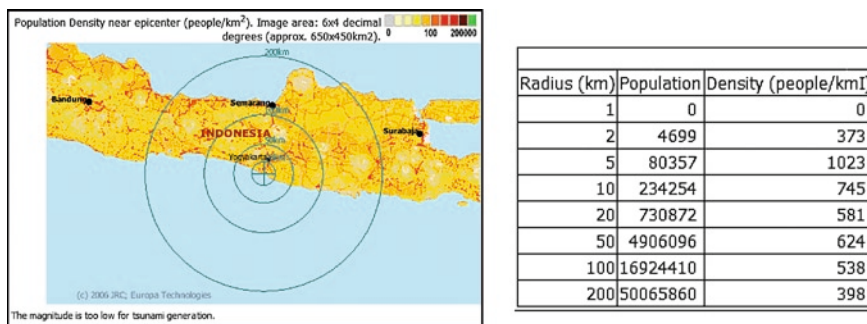 Population Density near epicenter (people/km²). Image area: 6x4 decimal
degrees (approx. 650x450km2).
0 100 200000
200km
Bandung
Semarang
INDONESIA
Surabaja
Yogyakarta
(c) 2006 JRC; Europa Technologies
The magnitude is too low for tsunami generation.
Radius (km) Population Density (people/kmI
1 0 0
2 4699 373
5 80357 1023
10 234254 745
20 730872 581
50 4906096 624
100 16924410 538
200 50065860 398